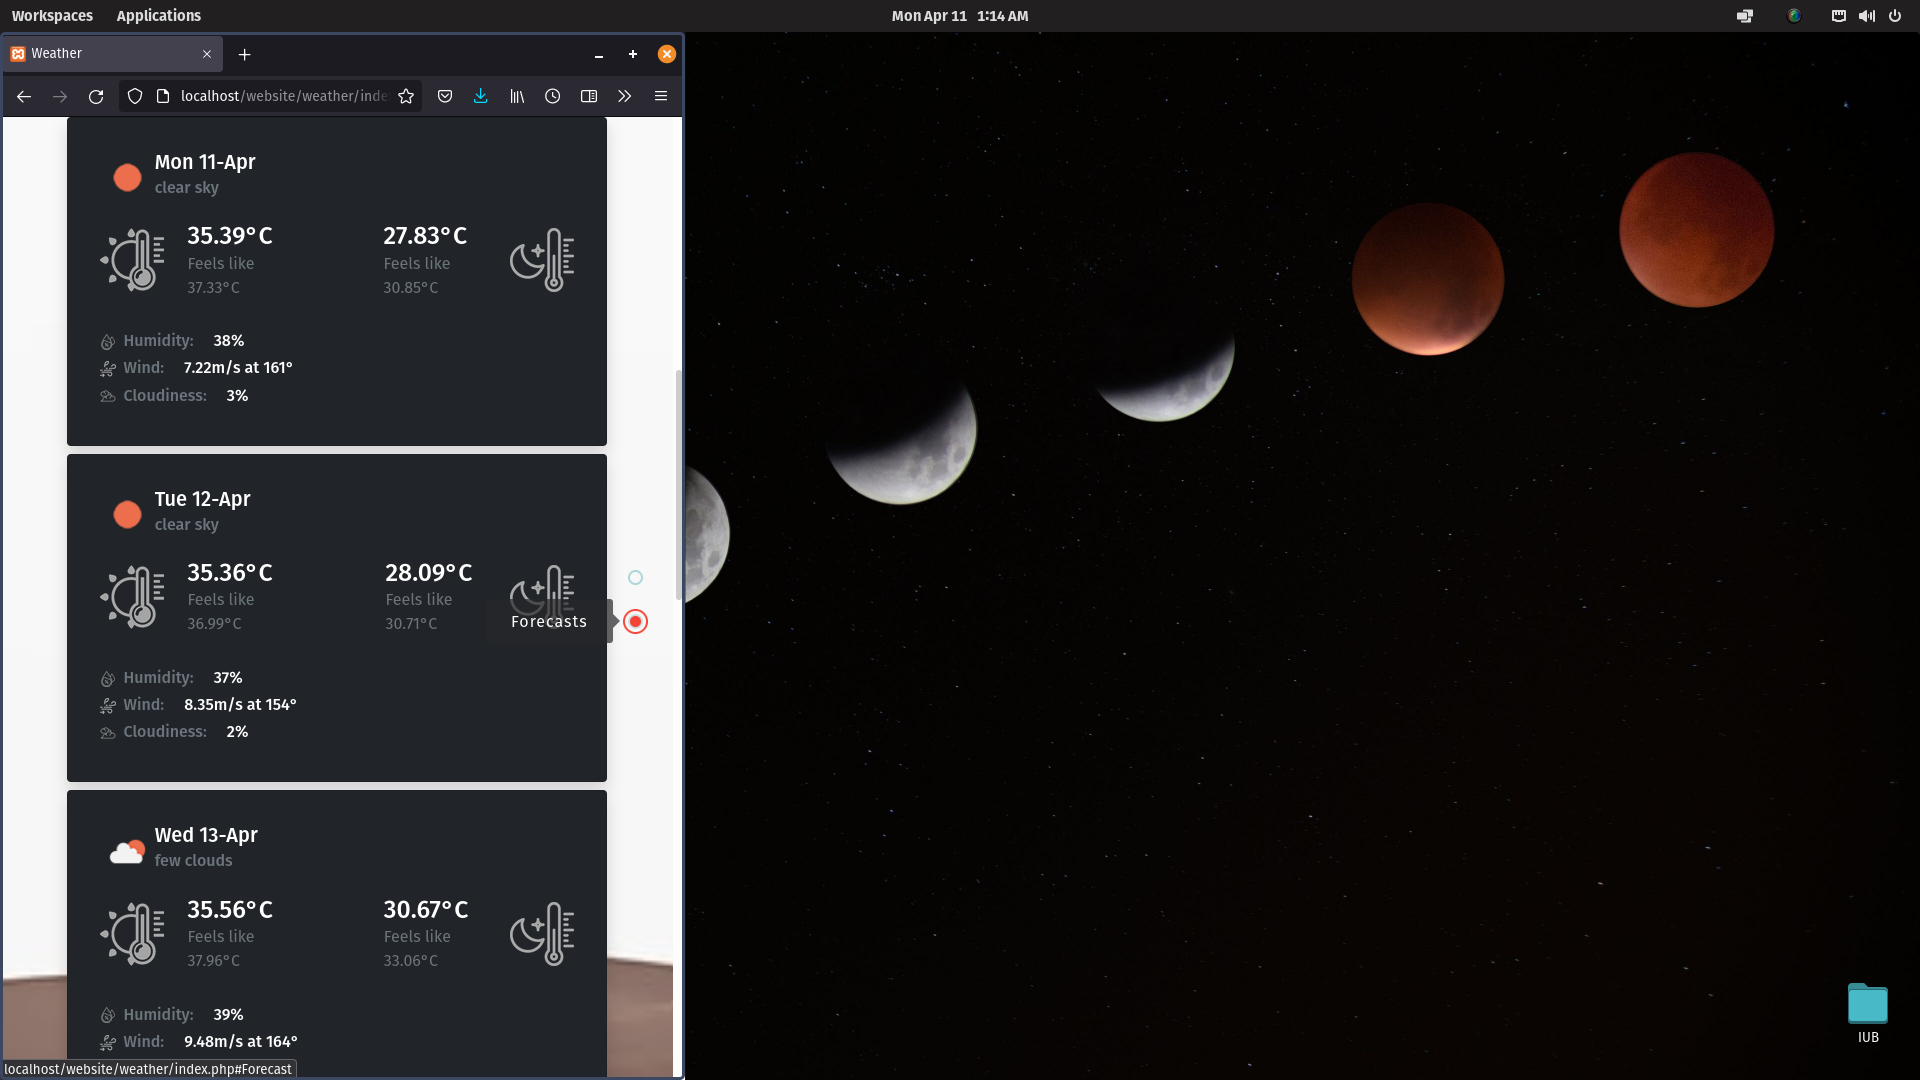 Workspaces Applications Mon Apr 11 1:14 AM
Weather
localhost/website/weather/inde
Mon 11-Apr
clear sky
35.39°C 27.83°C
Feels like Feels like
37.33°C 30.85°C
Humidity: 38%
Wind: 7.22m/s at 161°
Cloudiness: 3%
Tue 12-Apr
clear sky
35.36°C 28.09°C
Feels like Feels like
36.99°C 30.71°C
Forecasts
Humidity: 37%
Wind: 8.35m/s at 154°
Cloudiness: 2%
Wed 13-Apr
few clouds
35.56°C 30.67°C
Feels like Feels like
37.96°C 33.06°C
Humidity: 39%
Wind: 9.48m/s at 164°
localhost/website/weather/index.php#Forecast
IUB